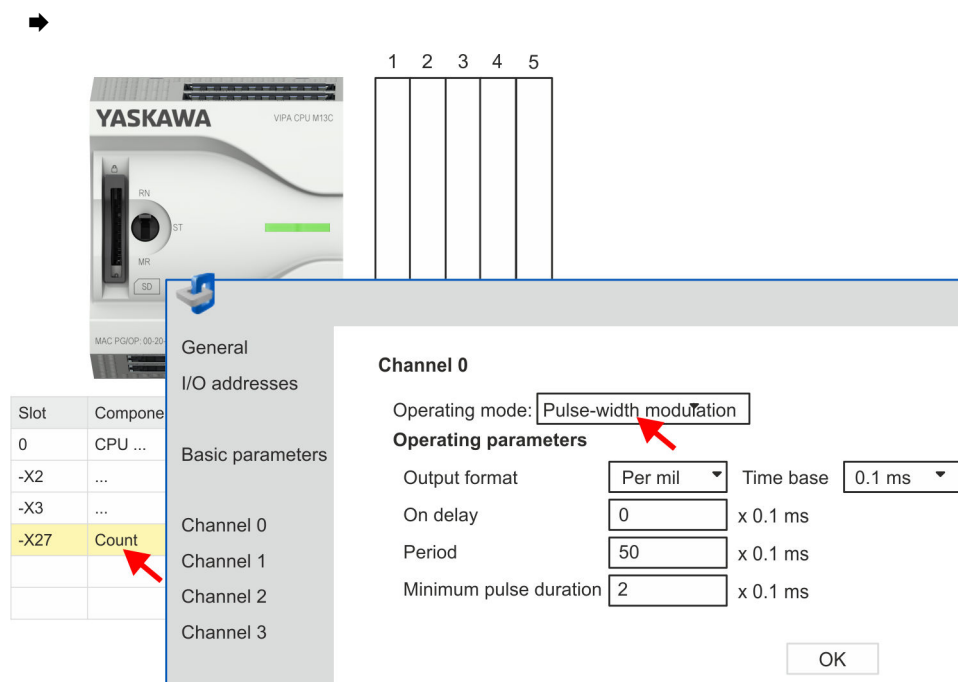 1 2 3 4 5
YASKAWA VIPA CPU M13C
RN
ST
MR
SD
MAC PG/OP: 00-20-
General
I/O addresses
Basic parameters
Channel 0
Channel 1
Channel 2
Channel 3
Channel 0
Operating mode: Pulse-width modulation
Operating parameters
Output format Per mil Time base 0.1 ms
On delay 0 x 0.1 ms
Period 50 x 0.1 ms
Minimum pulse duration 2 x 0.1 ms
OK
Slot Compone
0 CPU ...
-X2 ...
-X3 ...
-X27 Count